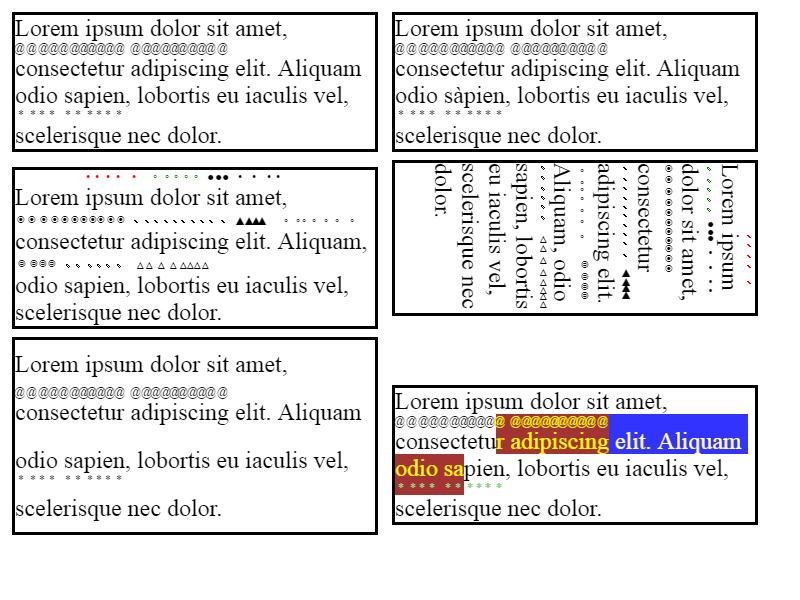 Lorem ipsum dolor sit amet,
@@@@@@@@@@@ @@@@@@@@@@
consectetur adipiscing elit. Aliquam
odio sapien, lobortis eu iaculis vel,
* * * * * * * * * *
scelerisque nec dolor.
Lorem ipsum dolor sit amet,
@@@@@@@@@@@ @@@@@@@@@@
consectetur adipiscing elit. Aliquam
odio sàpien, lobortis eu iaculis vel,
* * * * * * * * * *
scelerisque nec dolor.
Lorem ipsum dolor sit amet,
consectetur adipiscing elit. Aliquam,
odio sapien, lobortis eu iaculis vel,
scelerisque nec dolor.
Lorem ipsum
dolor sit amet,
consectetur
adipiscing elit.
Aliquam, odio
sapien, lobortis
eu iaculis vel,
scelerisque nec
dolor.
Lorem ipsum dolor sit amet,
@@@@@@@@@@@ @@@@@@@@@@
consectetur adipiscing elit. Aliquam
odio sapien, lobortis eu iaculis vel,
* * * * * * * * * *
scelerisque nec dolor.
Lorem ipsum dolor sit amet,
@@@@@@@@@@@ @@@@@@@@@@
consectetur adipiscing elit. Aliquam
odio sapien, lobortis eu iaculis vel,
* * * * * * * * * *
scelerisque nec dolor.